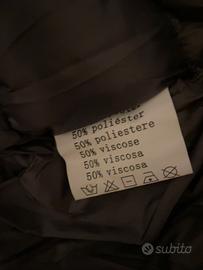 50% poliéster
50% poliestere
50% viscose
50% viscosa
50% viscosa
subito